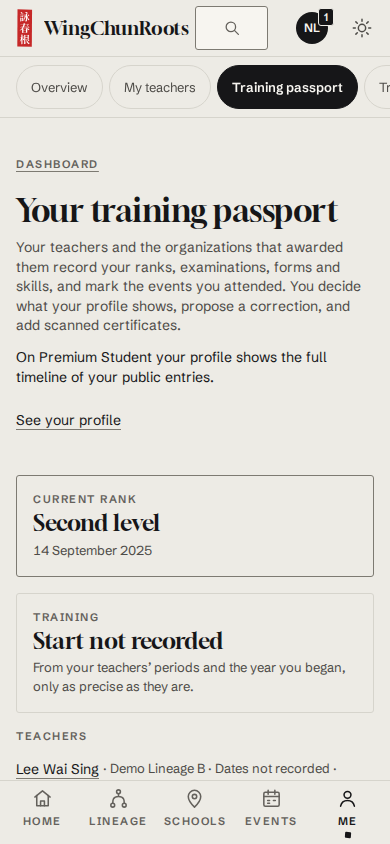 詠春根
WingChunRoots
NL
1
Overview
My teachers
Training passport
Tr
DASHBOARD
Your training passport
Your teachers and the organizations that awarded
them record your ranks, examinations, forms and
skills, and mark the events you attended. You decide
what your profile shows, propose a correction, and
add scanned certificates.
On Premium Student your profile shows the full
timeline of your public entries.
See your profile
CURRENT RANK
Second level
14 September 2025
TRAINING
Start not recorded
From your teachers’ periods and the year you began,
only as precise as they are.
TEACHERS
Lee Wai Sing · Demo Lineage B · Dates not recorded ·
HOME
LINEAGE
SCHOOLS
EVENTS
ME